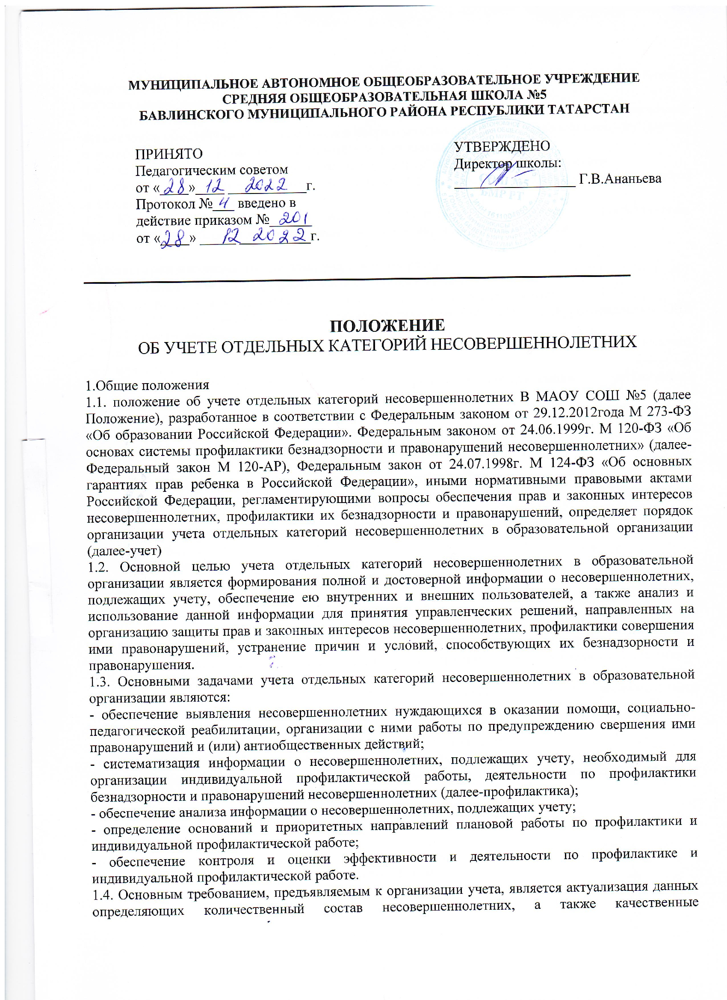 МУНИЦИПАЛЬНОЕ АВТОНОМНОЕ ОБЩЕОБРАЗОВАТЕЛЬНОЕ УЧРЕЖДЕНИЕ
СРЕДНЯЯ ОБЩЕОБРАЗОВАТЕЛЬНАЯ ШКОЛА №5
БАВЛИНСКОГО МУНИЦИПАЛЬНОГО РАЙОНА РЕСПУБЛИКИ ТАТАРСТАН
ПРИНЯТО
Педагогическим советом
от «28» 12 2022 г.
Протокол № 4 введено в
действие приказом № 201
от «28» 12 2022 г.
УТВЕРЖДЕНО
Директор школы:
Г.В.Ананьева
СОШ №5
БМР РТ
ПОЛОЖЕНИЕ
ОБ УЧЕТЕ ОТДЕЛЬНЫХ КАТЕГОРИЙ НЕСОВЕРШЕННОЛЕТНИХ
1.Общие положения
1.1. положение об учете отдельных категорий несовершеннолетних В МАОУ СОШ №5 (далее
Положение), разработанное в соответствии с Федеральным законом от 29.12.2012года М 273-ФЗ
«Об образовании Российской Федерации». Федеральным законом от 24.06.1999г. М 120-ФЗ «Об
основах системы профилактики безнадзорности и правонарушений несовершеннолетних» (далее-
Федеральный закон М 120-АР), Федеральным закон от 24.07.1998г. М 124-ФЗ «Об основных
гарантиях прав ребенка в Российской Федерации», иными нормативными правовыми актами
Российской Федерации, регламентирующими вопросы обеспечения прав и законных интересов
несовершеннолетних, профилактики их безнадзорности и правонарушений, определяет порядок
организации учета отдельных категорий несовершеннолетних в образовательной организации
(далее-учет)
1.2. Основной целью учета отдельных категорий несовершеннолетних в образовательной
организации является формирования полной и достоверной информации о несовершеннолетних,
подлежащих учету, обеспечение ею внутренних и внешних пользователей, а также анализ и
использование данной информации для принятия управленческих решений, направленных на
организацию защиты прав и законных интересов несовершеннолетних, профилактики совершения
ими правонарушений, устранение причин и условий, способствующих их безнадзорности и
правонарушения.
1.3. Основными задачами учета отдельных категорий несовершеннолетних в образовательной
организации являются:
- обеспечение выявления несовершеннолетних нуждающихся в оказании помощи, социально-
педагогической реабилитации, организации с ними работы по предупреждению свершения ими
правонарушений и (или) антиобщественных действий;
- систематизация информации о несовершеннолетних, подлежащих учету, необходимый для
организации индивидуальной профилактической работы, деятельности по профилактики
безнадзорности и правонарушений несовершеннолетних (далее-профилактика);
- обеспечение анализа информации о несовершеннолетних, подлежащих учету;
- определение оснований и приоритетных направлений плановой работы по профилактики и
индивидуальной профилактической работе;
- обеспечение контроля и оценки эффективности и деятельности по профилактике и
индивидуальной профилактической работе.
1.4. Основным требованием, предъявляемым к организации учета, является актуализация данных
определяющих количественный состав несовершеннолетних, а также качественные